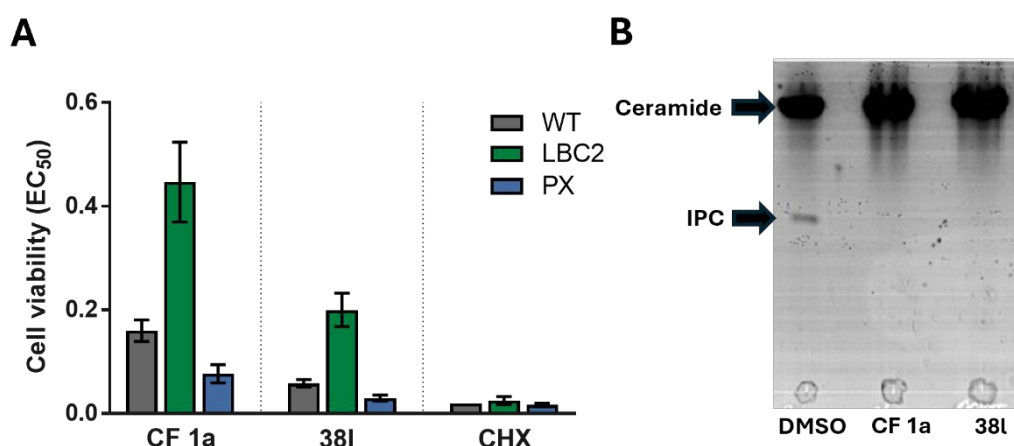 A
Cell viability (EC50)
0.6
0.4
0.2
0.0
WT
LBC2
PX
CF 1a
38l
CHX
B
Ceramide
IPC
DMSO
CF 1a
38l